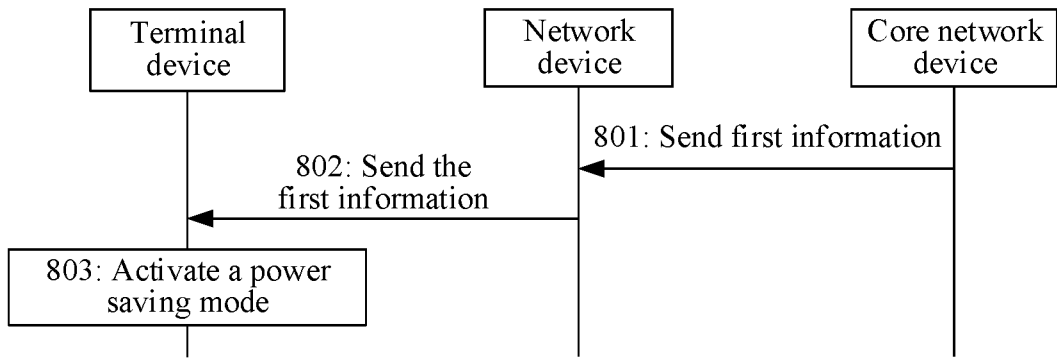 Terminal
device
Network
device
Core network
device
801: Send first information
802: Send the
first information
803: Activate a power
saving mode